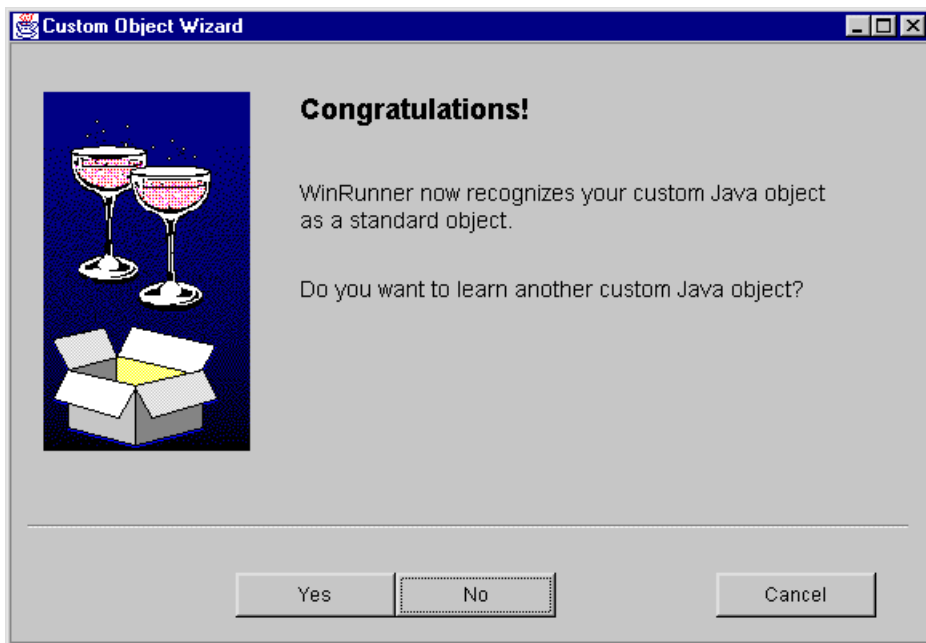 Custom Object Wizard
Congratulations!
WinRunner now recognizes your custom Java object
as a standard object.
Do you want to learn another custom Java object?
Yes
No
Cancel